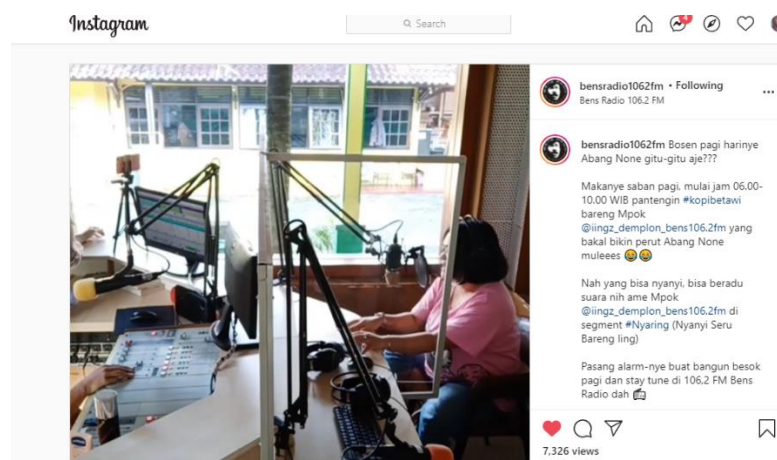 Instagram
Search
4
bensradio1062fm • Following
Bens Radio 106.2 FM
bensradio1062fm Bosen pagi harinye
Abang None gitu-gitu aje???
Makanye saban pagi, mulai jam 06.00-
10.00 WIB pantengin #kopibetawi
bareng Mpok
@iingz_demplon_bens106.2fm yang
bakal bikin perut Abang None
muleees 😂😂
Nah yang bisa nyanyi, bisa beradu
suara nih ame Mpok
@iingz_demplon_bens106.2fm di
segment #Nyaring (Nyanyi Seru
Bareng Iing)
Pasang alarm-nye buat bangun besok
pagi dan stay tune di 106,2 FM Bens
Radio dah 📻
7,326 views